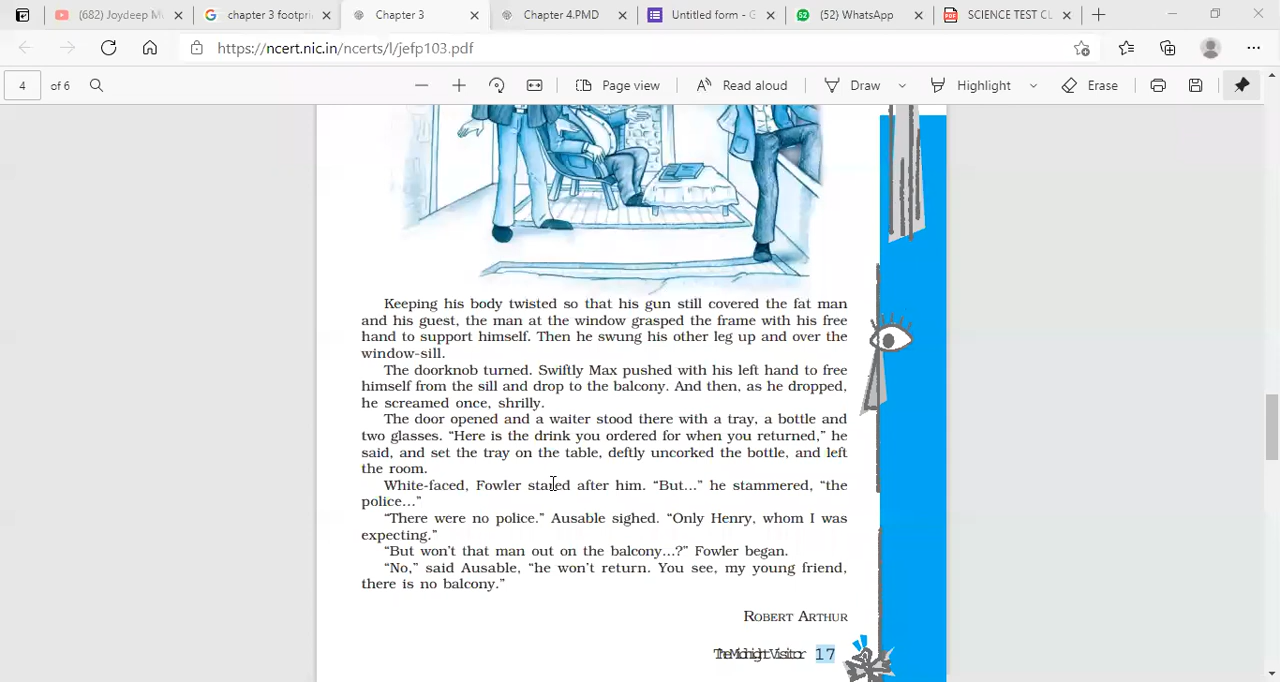 (682) Joydeep M
chapter 3 footpri
Chapter 3
Chapter 4.PMD
Untitled form - G
(52) WhatsApp
PDF
SCIENCE TEST CL
https://ncert.nic.in/ncerts/l/jefp103.pdf
4 of 6
Page view
Read aloud
Draw
Highlight
Erase
Keeping his body twisted so that his gun still covered the fat man
and his guest, the man at the window grasped the frame with his free
hand to support himself. Then he swung his other leg up and over the
window-sill.
The doorknob turned. Swiftly Max pushed with his left hand to free
himself from the sill and drop to the balcony. And then, as he dropped,
he screamed once, shrilly.
The door opened and a waiter stood there with a tray, a bottle and
two glasses. “Here is the drink you ordered for when you returned,” he
said, and set the tray on the table, deftly uncorked the bottle, and left
the room.
White-faced, Fowler stared after him. “But...” he stammered, “the
police...”
“There were no police.” Ausable sighed. “Only Henry, whom I was
expecting.”
“But won’t that man out on the balcony...?” Fowler began.
“No,” said Ausable, “he won’t return. You see, my young friend,
there is no balcony.”
ROBERT ARTHUR
The Midnight Visitor 17